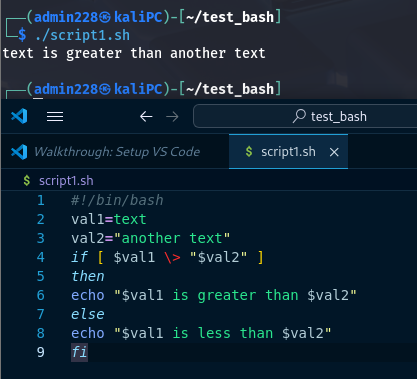 ┌──(admin228㉿kaliPC)-[~/test_bash]
└─$ ./script1.sh
text is greater than another text
┌──(admin228㉿kaliPC)-[~/test_bash]
test_bash
Walkthrough: Setup VS Code
$ script1.sh ×
$ script1.sh
1 #!/bin/bash
2 val1=text
3 val2="another text"
4 if [ $val1 \> "$val2" ]
5 then
6 echo "$val1 is greater than $val2"
7 else
8 echo "$val1 is less than $val2"
9 fi